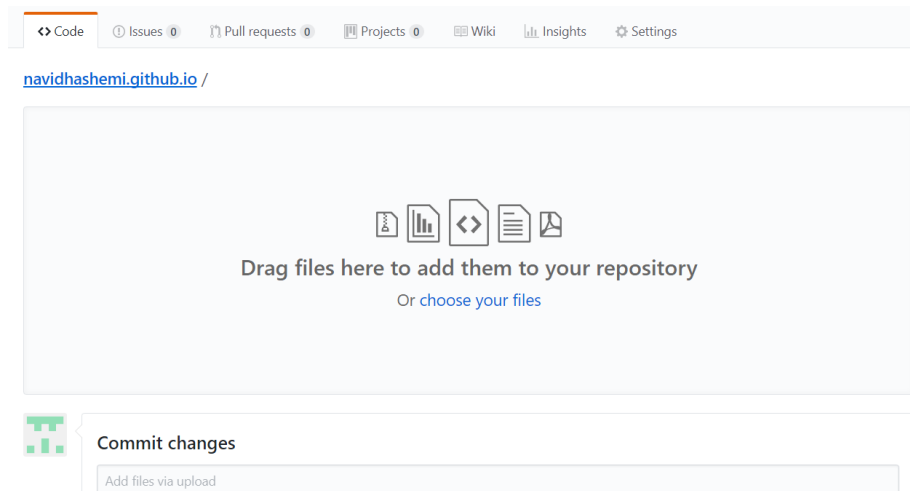 <> Code Issues 0 Pull requests 0 Projects 0 Wiki Insights Settings
navidhashemi.github.io /
Drag files here to add them to your repository
Or choose your files
Commit changes
Add files via upload